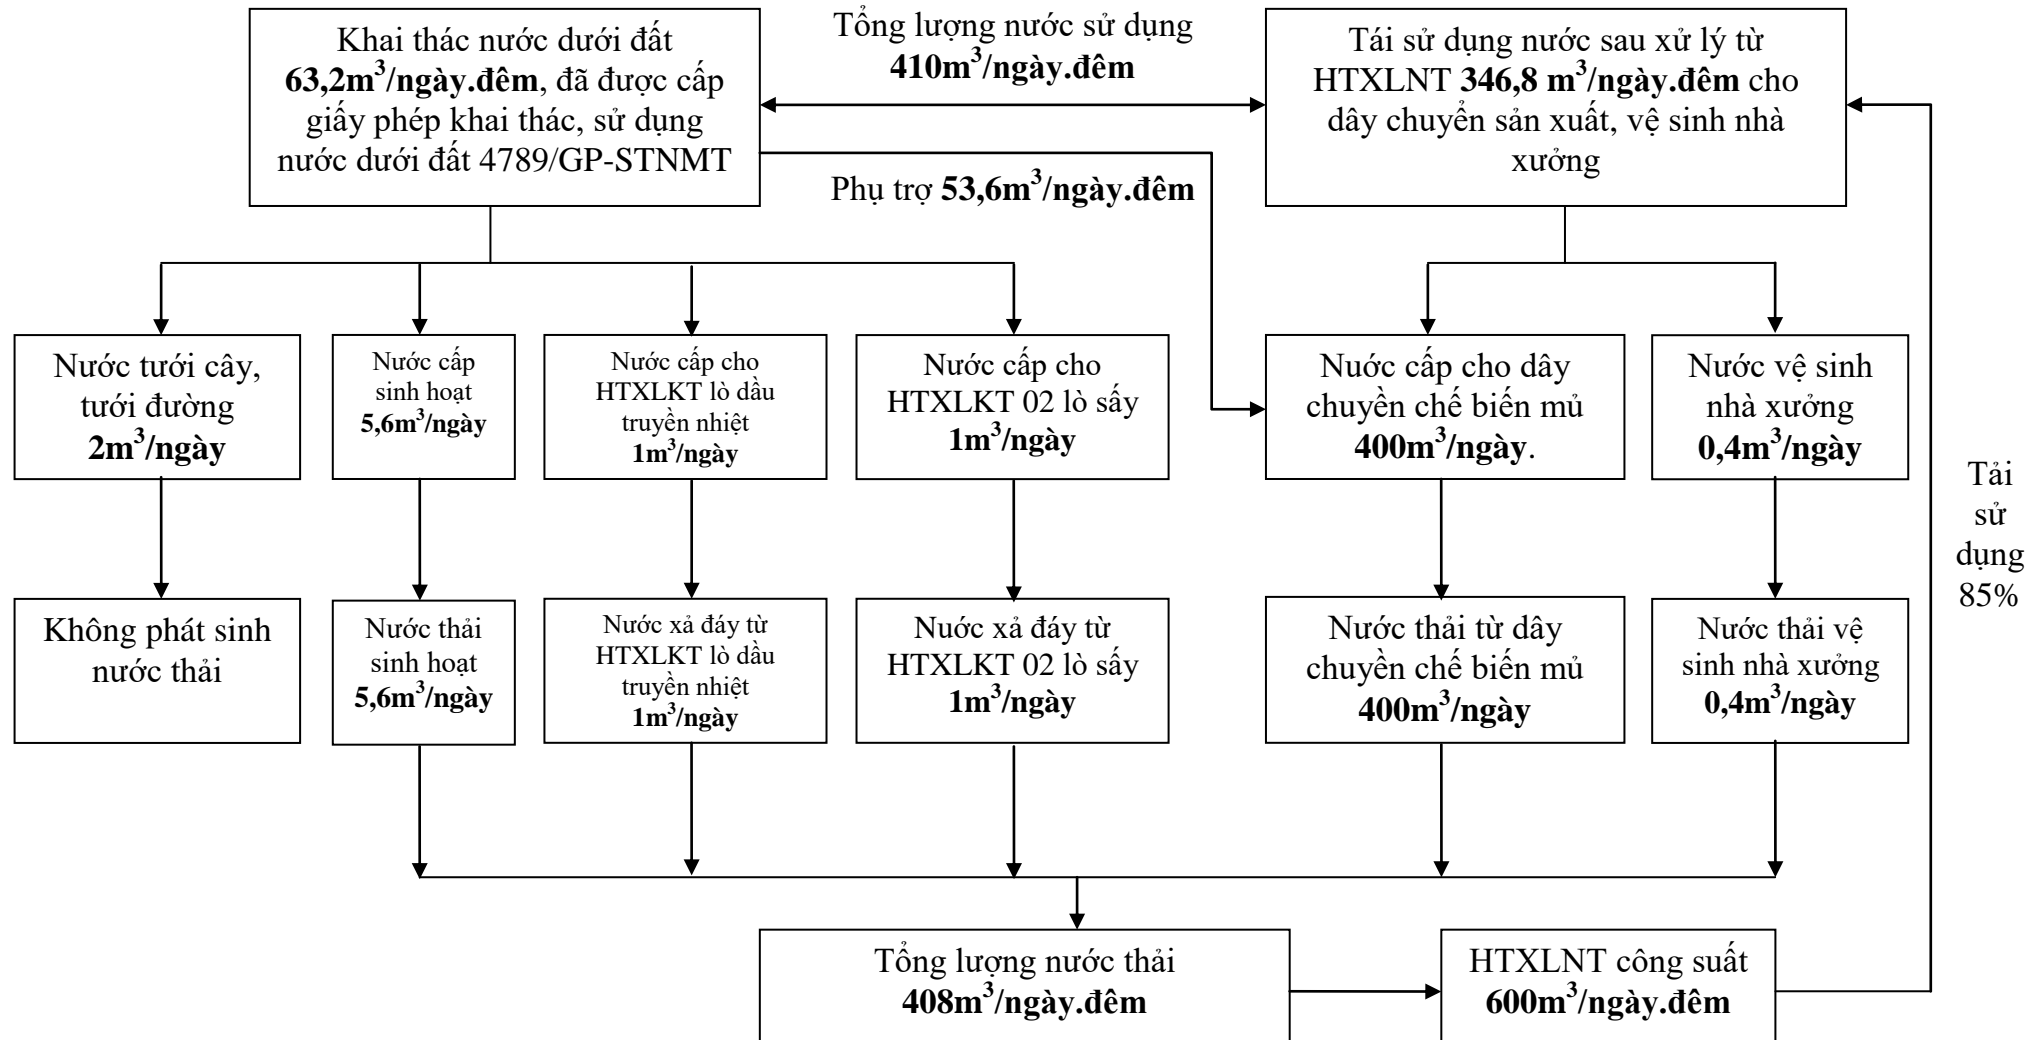 Khai thác nước dưới đất
63,2m³/ngày.đêm, đã được cấp
giấy phép khai thác, sử dụng
nước dưới đất 4789/GP-STNMT
Tổng lượng nước sử dụng
410m³/ngày.đêm
Tái sử dụng nước sau xử lý từ
HTXLNT 346,8 m³/ngày.đêm cho
dây chuyển sản xuất, vệ sinh nhà
xưởng
Phụ trợ 53,6m³/ngày.đêm
Nước tưới cây,
tưới đường
2m³/ngày
Nước cấp
sinh hoạt
5,6m³/ngày
Nước cấp cho
HTXLKT lò dầu
truyền nhiệt
1m³/ngày
Nước cấp cho
HTXLKT 02 lò sấy
1m³/ngày
Nuớc cấp cho dây
chuyền chế biến mủ
400m³/ngày.
Nước vệ sinh
nhà xưởng
0,4m³/ngày
Tải
sử
dụng
85%
Không phát sinh
nước thải
Nước thải
sinh hoạt
5,6m³/ngày
Nước xả đáy từ
HTXLKT lò dầu
truyền nhiệt
1m³/ngày
Nuớc xả đáy từ
HTXLKT 02 lò sấy
1m³/ngày
Nước thải từ dây
chuyền chế biến mủ
400m³/ngày
Nước thải vệ
sinh nhà xưởng
0,4m³/ngày
Tổng lượng nước thải
408m³/ngày.đêm
HTXLNT công suất
600m³/ngày.đêm